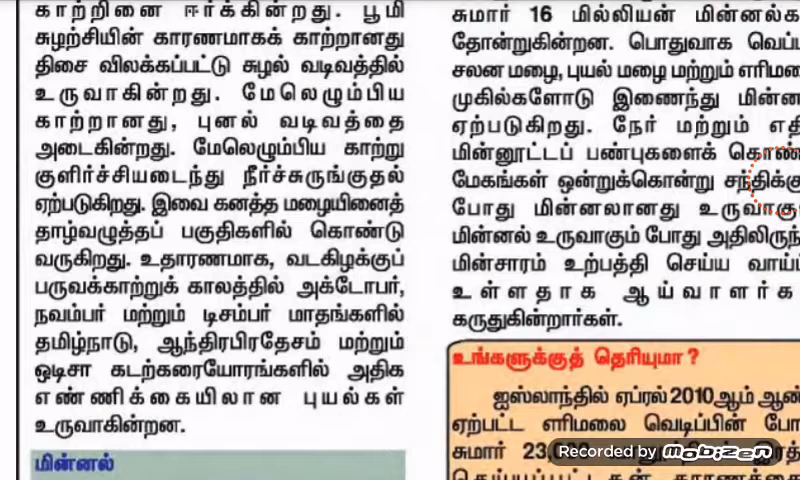 காற்றினை ஈர்க்கின்றது. பூமி
சுழற்சியின் காரணமாகக் காற்றானது
திசை விலக்கப்பட்டு சுழல் வடிவத்தில்
உருவாகின்றது. மேலெழும்பிய
காற்றானது, புனல் வடிவத்தை
அடைகின்றது. மேலெழும்பிய காற்று
குளிர்ச்சியடைந்து நீர்ச்சுருங்குதல்
ஏற்படுகிறது. இவை கனத்த மழையினைத்
தாழ்வழுத்தப் பகுதிகளில் கொண்டு
வருகிறது. உதாரணமாக, வடகிழக்குப்
பருவக்காற்றுக் காலத்தில் அக்டோபர்,
நவம்பர் மற்றும் டிசம்பர் மாதங்களில்
தமிழ்நாடு, ஆந்திரபிரதேசம் மற்றும்
ஒடிசா கடற்கரையோரங்களில் அதிக
எண்ணிக்கையிலான புயல்கள்
உருவாகின்றன.
மின்னல்
சுமார் 16 மில்லியன் மின்னல்க
தோன்றுகின்றன. பொதுவாக வெப்ப
சலன மழை, புயல் மழை மற்றும் எரிமலை
முகில்களோடு இணைந்து மின்ன
ஏற்படுகிறது. நேர் மற்றும் எதி
மின்னூட்டப் பண்புகளைக் கொண்
மேகங்கள் ஒன்றுக்கொன்று சந்திக்கு
போது மின்னலானது உருவாகு
மின்னல் உருவாகும் போது அதிலிருந்
மின்சாரம் உற்பத்தி செய்ய வாய்ப்
உள்ளதாக ஆய்வாளர்க
கருதுகின்றார்கள்.
உங்களுக்குத் தெரியுமா ?
ஐஸ்லாந்தில் ஏப்ரல் 2010ஆம் ஆண்
ஏற்பட்ட எரிமலை வெடிப்பின் போ
சுமார் 23,
Recorded by mobizen